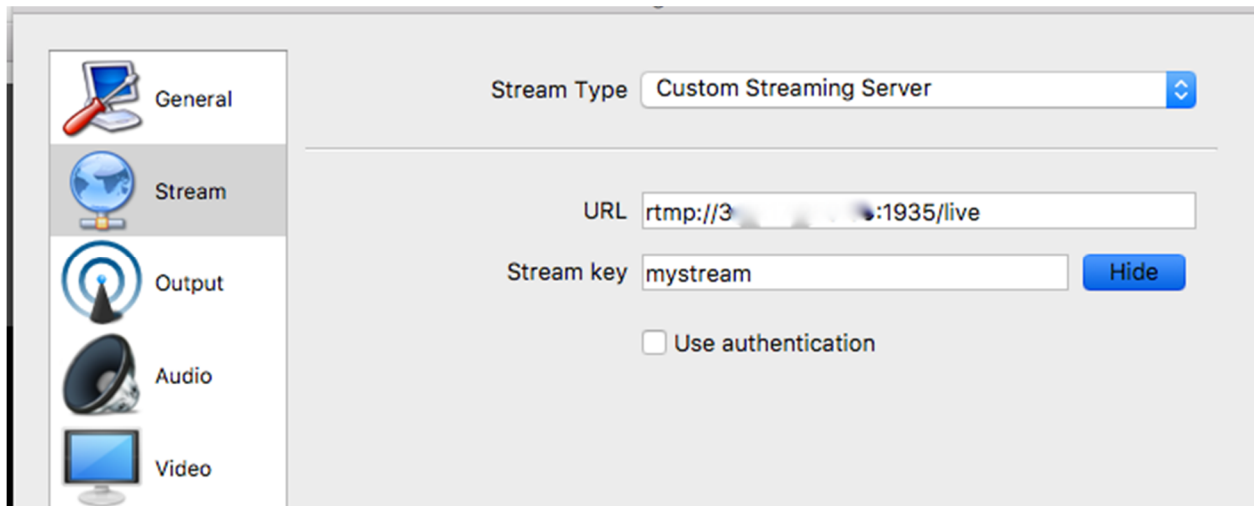 General
Stream
Output
Audio
Video
Stream Type Custom Streaming Server
URL rtmp://3 :1935/live
Stream key mystream Hide
Use authentication